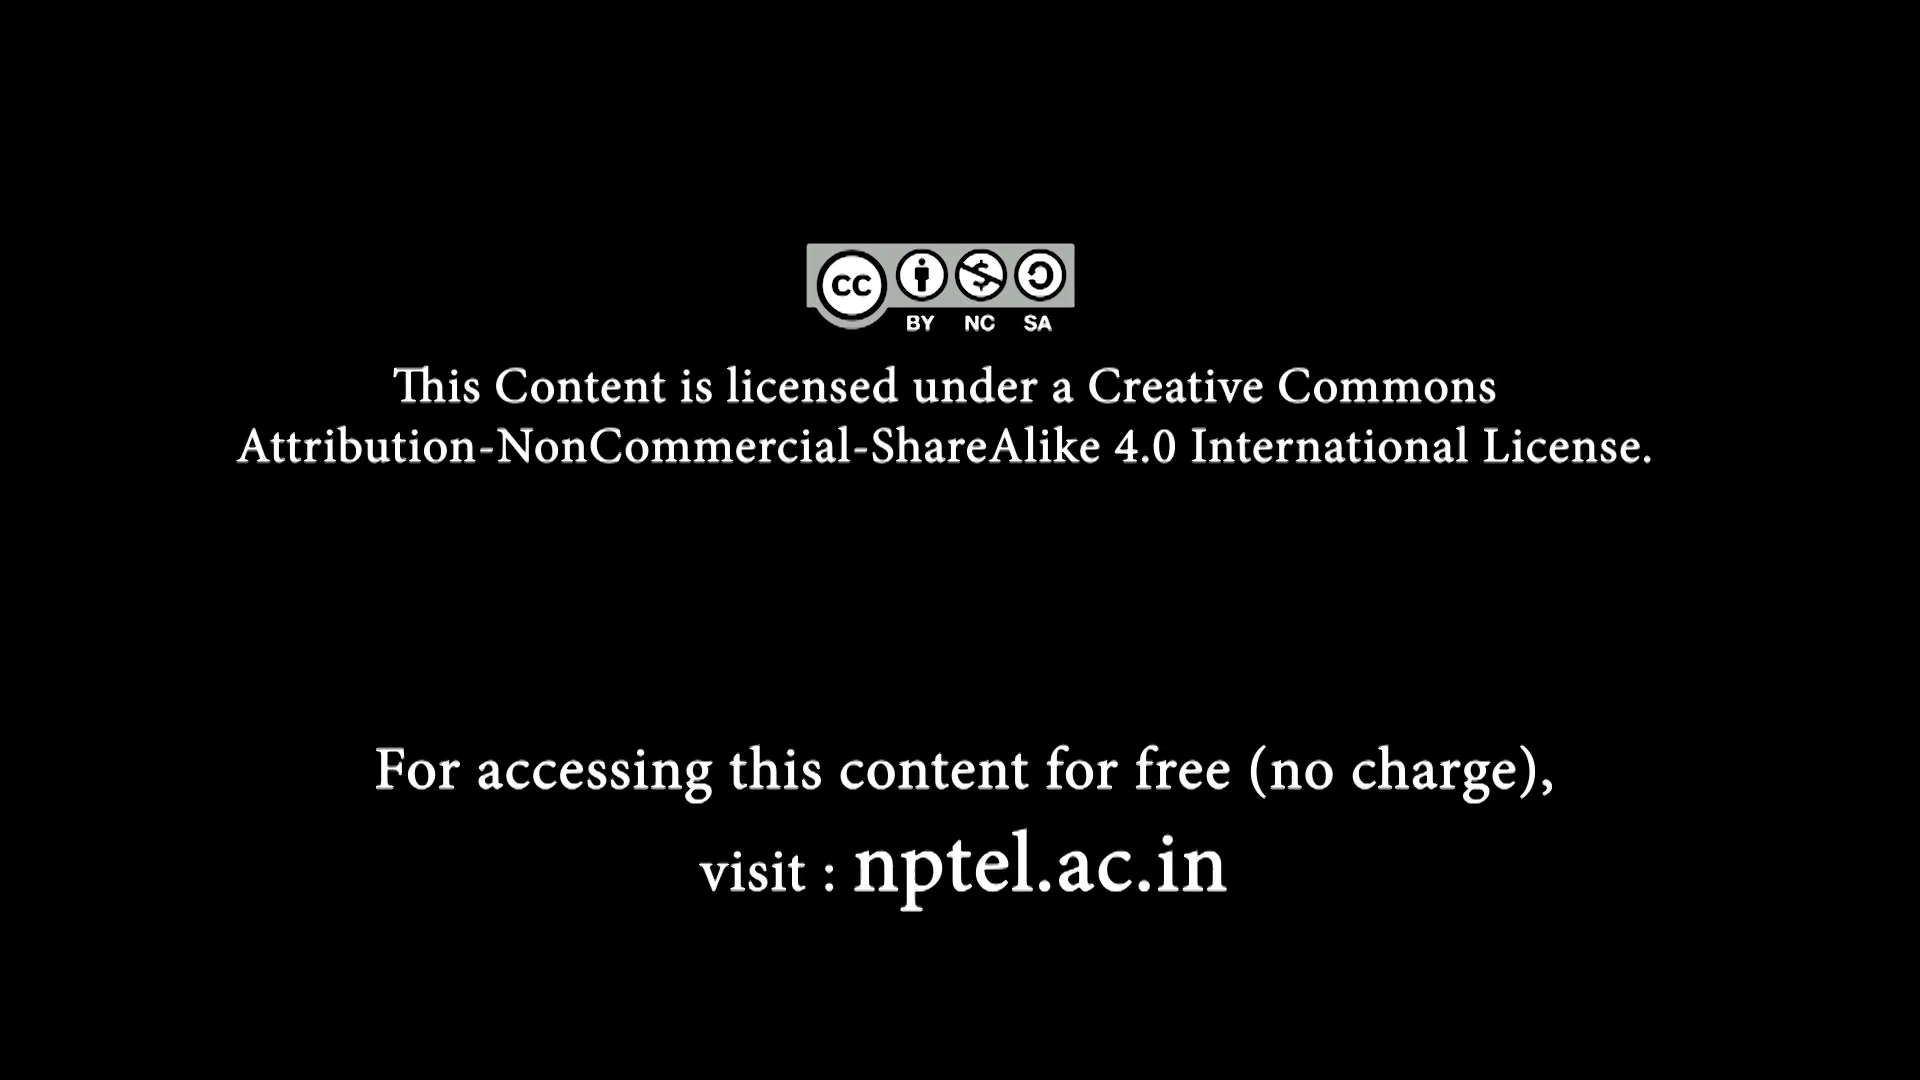 cc
BY NC SA
This Content is licensed under a Creative Commons
Attribution-NonCommercial-ShareAlike 4.0 International License.
For accessing this content for free (no charge),
visit : nptel.ac.in